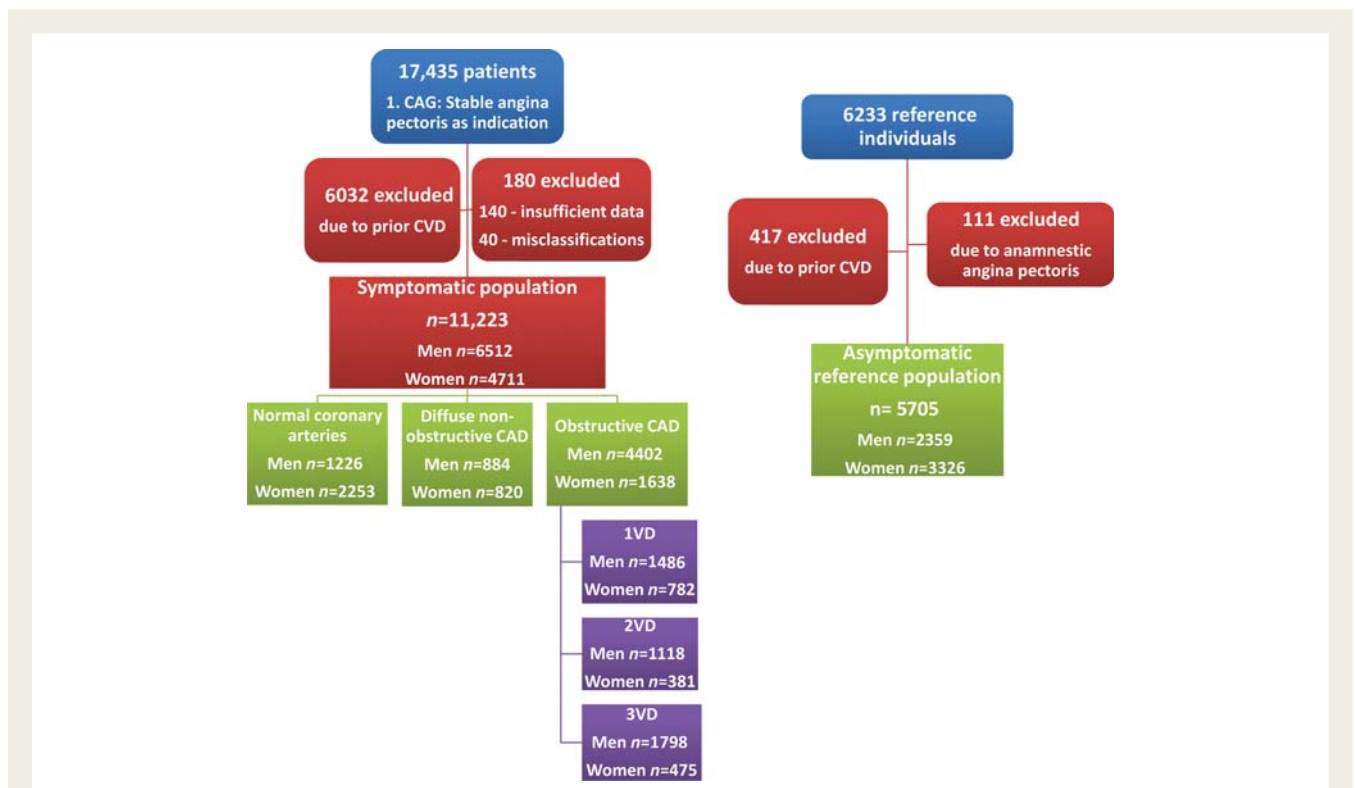 17,435 patients
1. CAG: Stable angina
pectoris as indication
6032 excluded
due to prior CVD
180 excluded
140 - insufficient data
40 - misclassifications
Symptomatic population
n=11,223
Men n=6512
Women n=4711
Normal coronary
arteries
Men n=1226
Women n=2253
Diffuse non-
obstructive CAD
Men n=884
Women n=820
Obstructive CAD
Men n=4402
Women n=1638
1VD
Men n=1486
Women n=782
2VD
Men n=1118
Women n=381
3VD
Men n=1798
Women n=475
6233 reference
individuals
417 excluded
due to prior CVD
111 excluded
due to anamnestic
angina pectoris
Asymptomatic
reference population
n= 5705
Men n=2359
Women n=3326